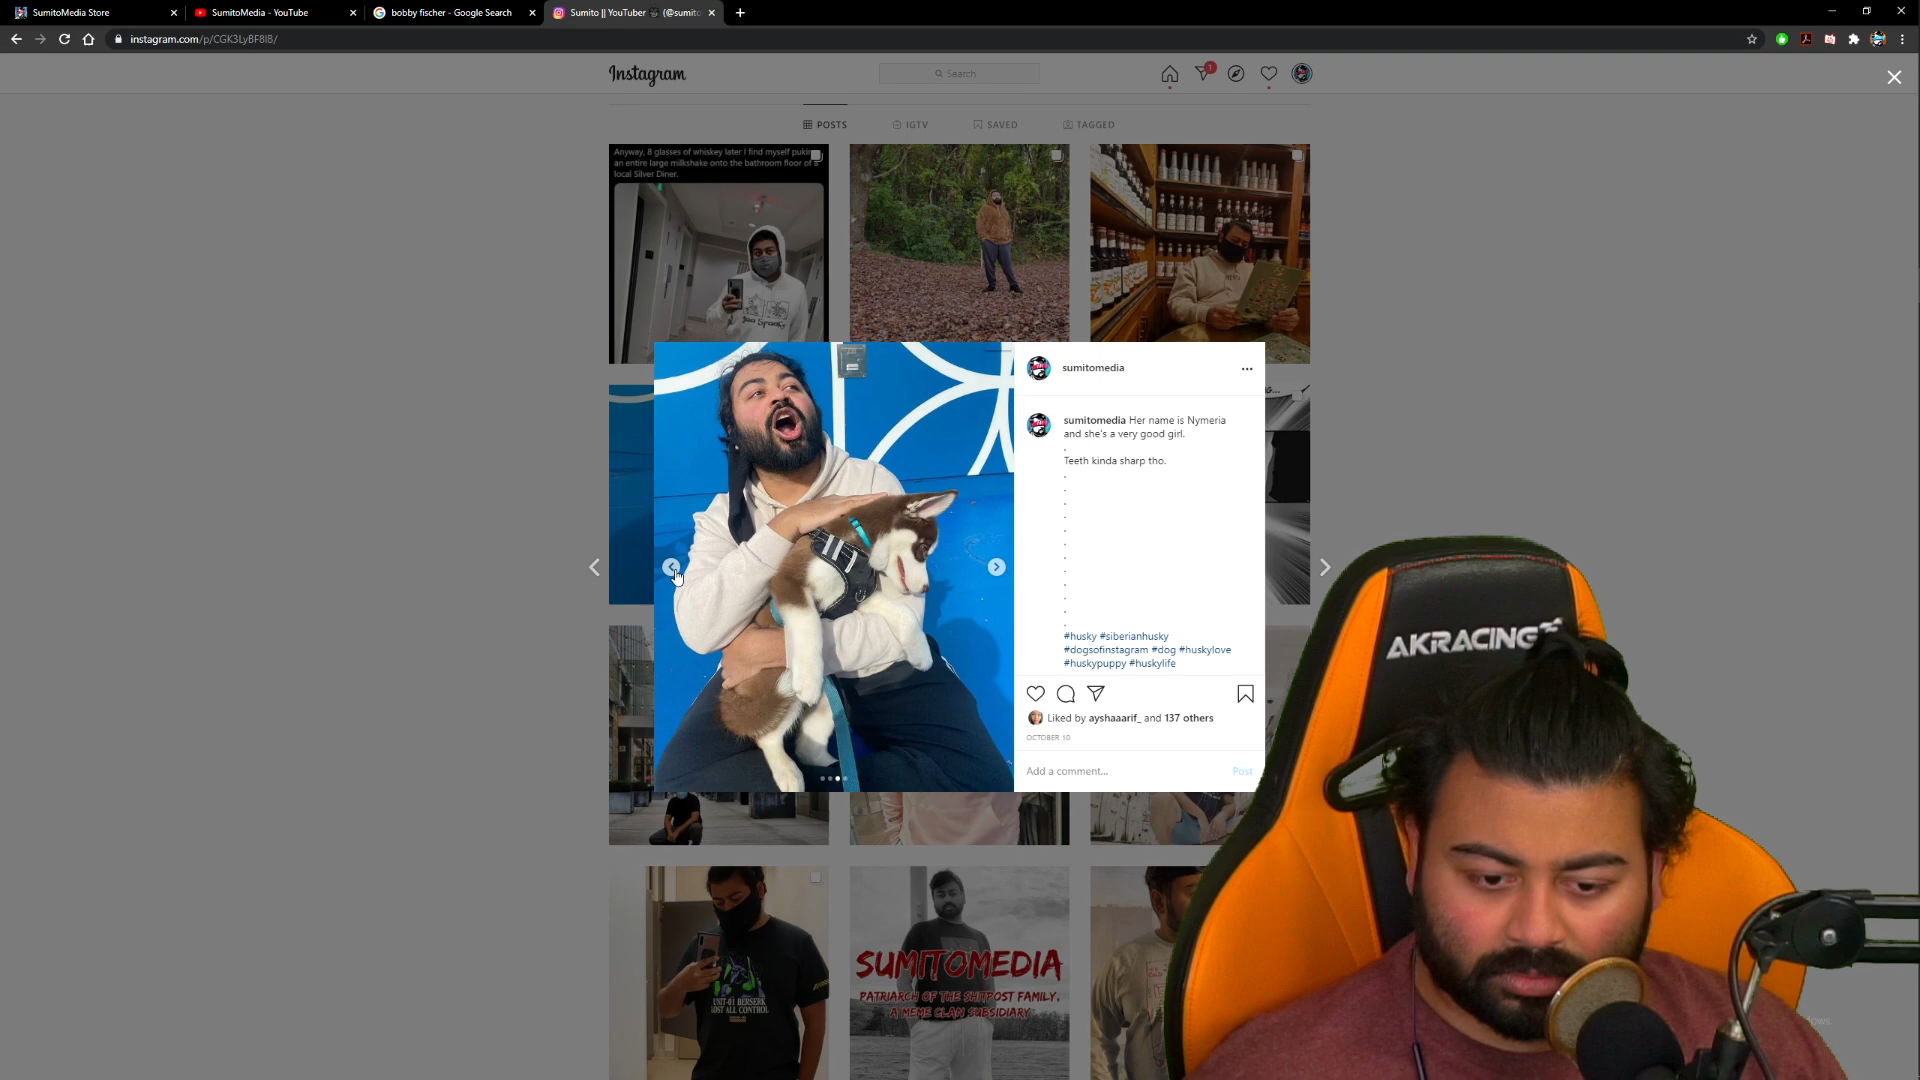 SumitoMedia Store
SumitoMedia - YouTube
bobby fischer - Google Search
Sumito || YouTuber (@sumito
instagram.com/p/CGK3LyBF8IB/
Instagram
Search
1
POSTS
IGTV
SAVED
TAGGED
Anyway, 8 glasses of whiskey later I find myself puking
an entire large milkshake onto the bathroom floor of a
local Silver Diner.
sumitomedia
sumitomedia Her name is Nymeria
and she's a very good girl.
.
Teeth kinda sharp tho.
.
.
.
.
.
.
.
.
.
.
.
.
#husky #siberianhusky
#dogsofinstagram #dog #huskylove
#huskypuppy #huskylife
Liked by ayshaaarif_ and 137 others
OCTOBER 10
Add a comment...
Post
AKRACING
UNIT-01 BERSERK
LOST ALL CONTROL
SUMITOMEDIA
PATRIARCH OF THE SHITPOST FAMILY,
A MEME CLAN SUBSIDIARY